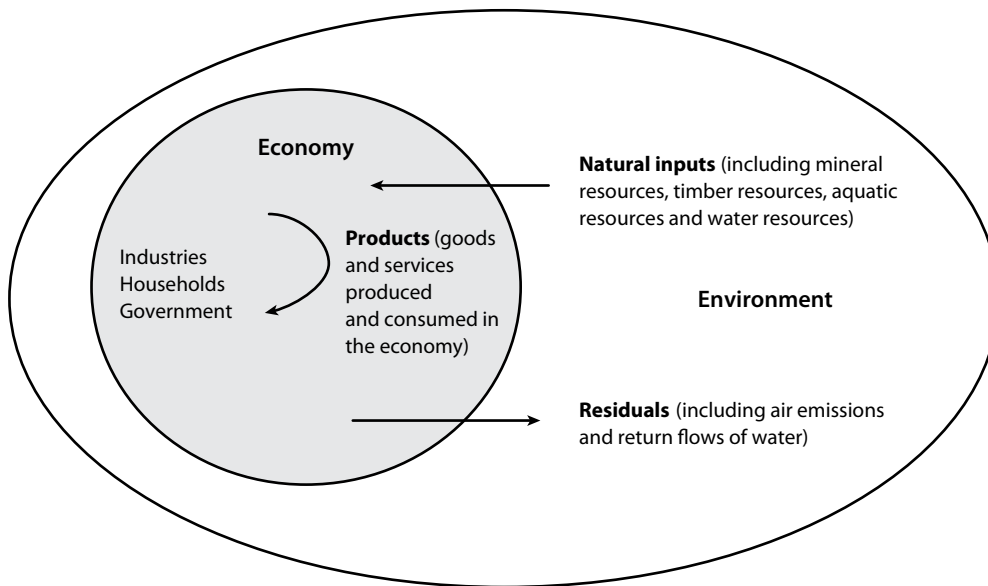 Economy
Natural inputs (including mineral
resources, timber resources, aquatic
resources and water resources)
Industries
Households
Government
Products (goods
and services
produced
and consumed in
the economy)
Environment
Residuals (including air emissions
and return flows of water)